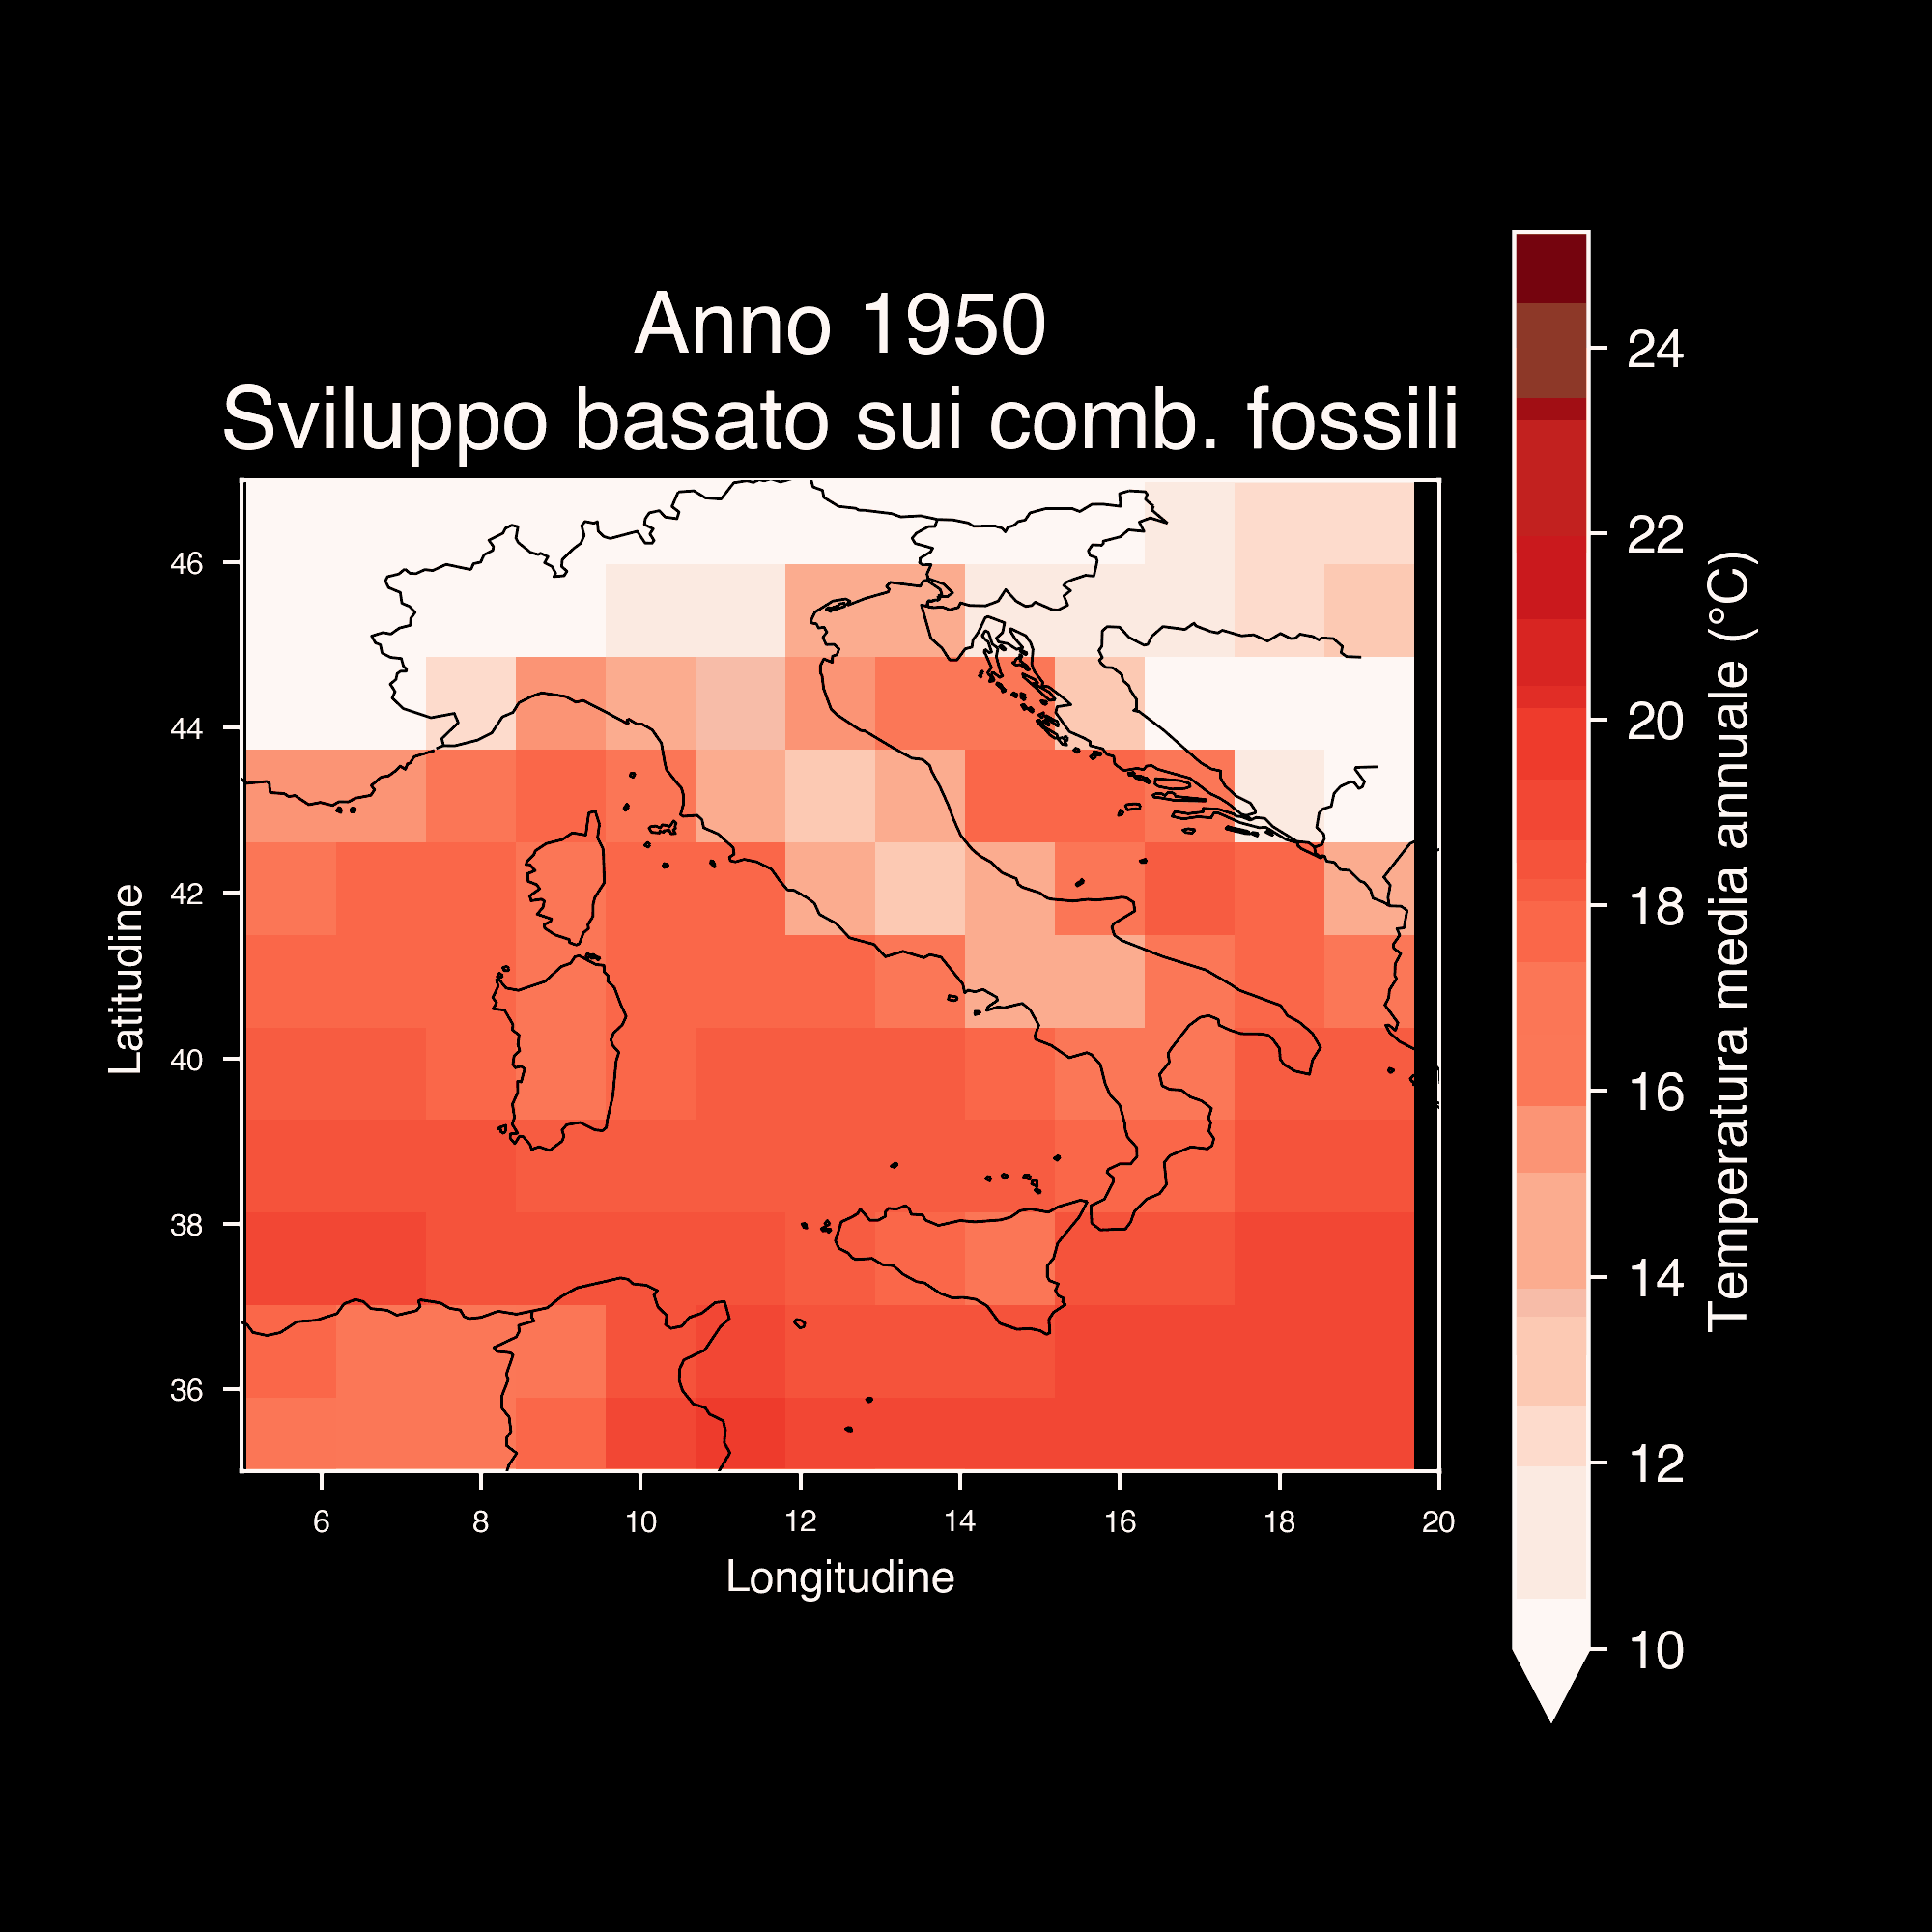 Anno 1950
Sviluppo basato sui comb. fossili
46
44
42
40
38
36
Latitudine
6 8 10 12 14 16 18 20
Longitudine
24
22
20
18
16
14
12
10
Temperatura media annuale (°C)